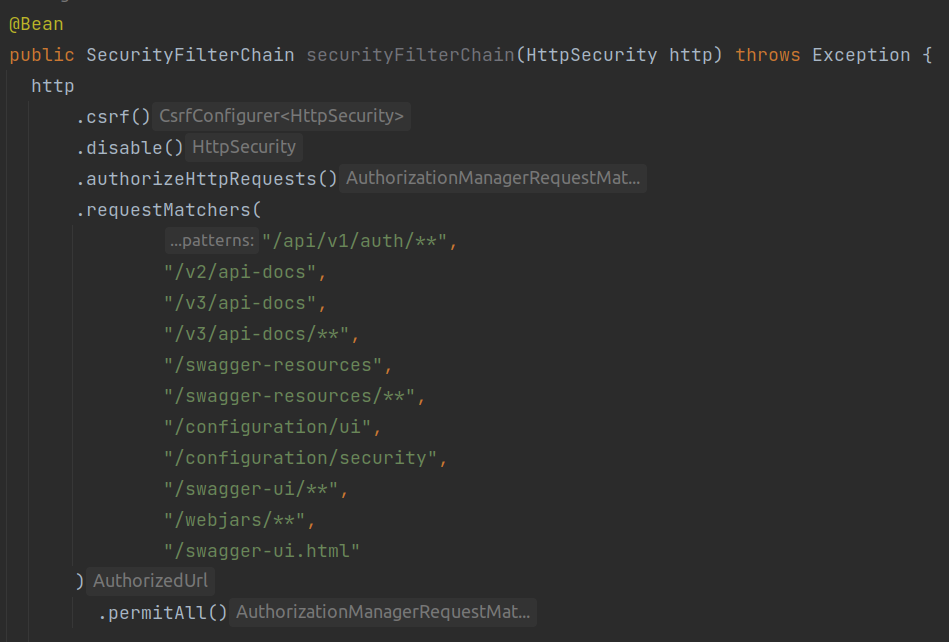 @Bean
public SecurityFilterChain securityFilterChain(HttpSecurity http) throws Exception {
http
.csrf() CsrfConfigurer<HttpSecurity>
.disable() HttpSecurity
.authorizeHttpRequests() AuthorizationManagerRequestMat...
.requestMatchers(
...patterns: "/api/v1/auth/**",
"/v2/api-docs",
"/v3/api-docs",
"/v3/api-docs/**",
"/swagger-resources",
"/swagger-resources/**",
"/configuration/ui",
"/configuration/security",
"/swagger-ui/**",
"/webjars/**",
"/swagger-ui.html"
) AuthorizedUrl
.permitAll() AuthorizationManagerRequestMat...